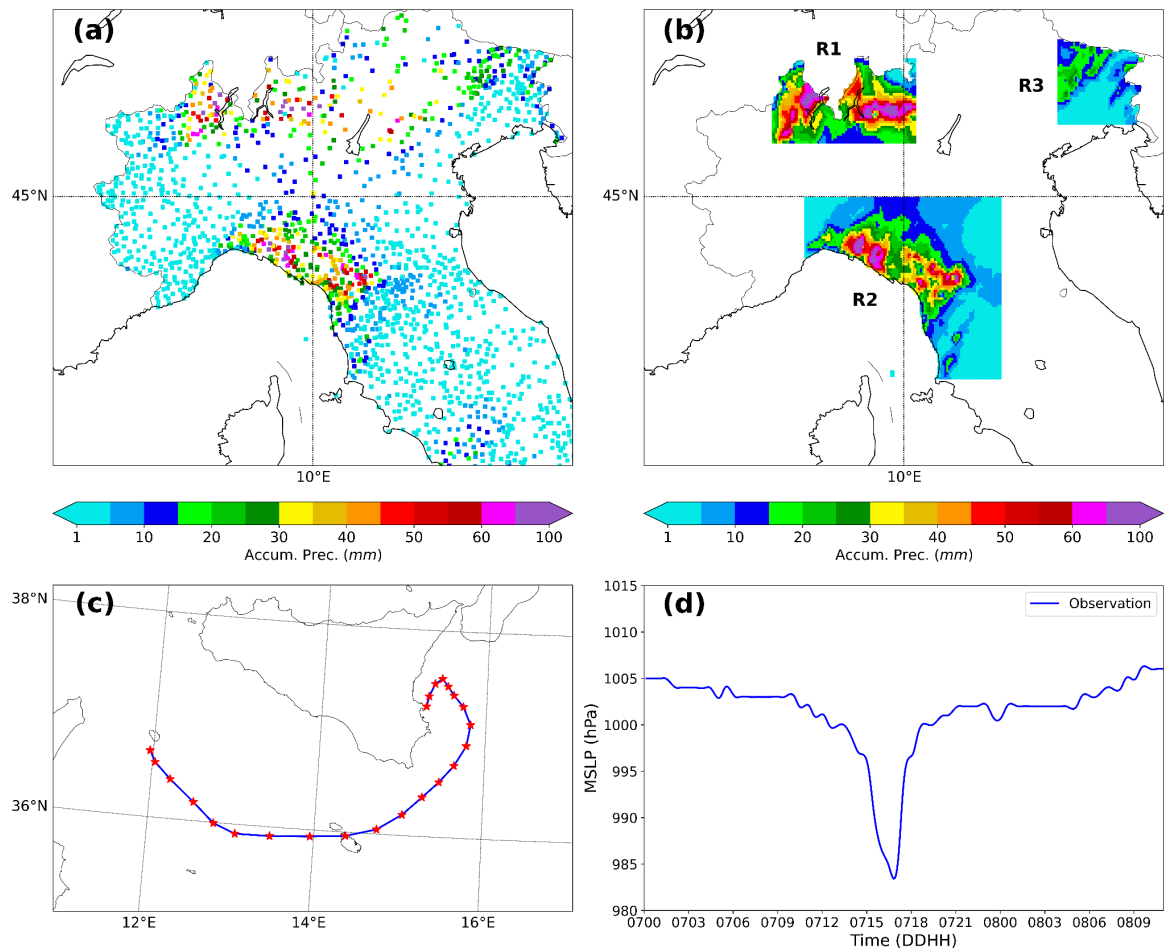 (a)
45°N
10°E
1 10 20 30 40 50 60 100
Accum. Prec. (mm)
(b)
R1
R3
R2
10°E
1 10 20 30 40 50 60 100
Accum. Prec. (mm)
45°N
(c)
38°N
36°N
12°E 14°E 16°E
(d)
Observation
MSLP (hPa)
1015
1010
1005
1000
995
990
985
980
0700 0703 0706 0709 0712 0715 0718 0721 0800 0803 0806 0809
Time (DDHH)